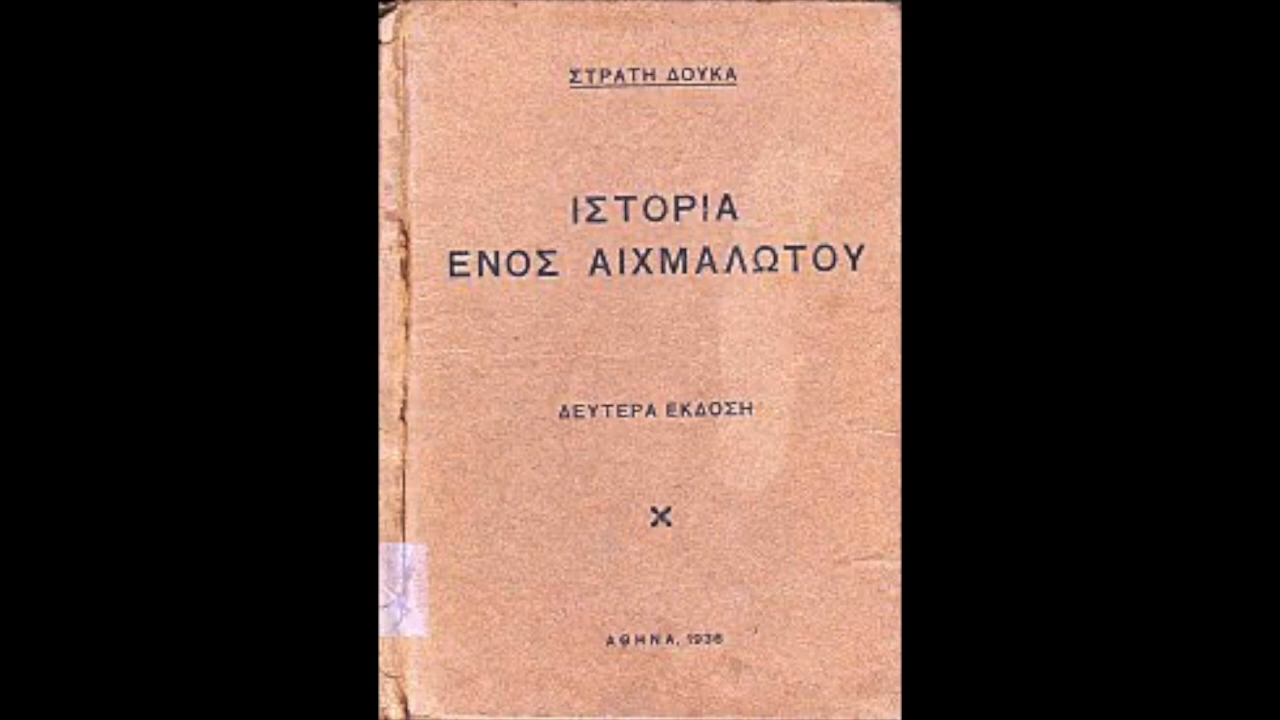 ΣΤΡΑΤΗ ΔΟΥΚΑ
ΙΣΤΟΡΙΑ
ΕΝΟΣ ΑΙΧΜΑΛΩΤΟΥ
ΔΕΥΤΕΡΑ ΕΚΔΟΣΗ
ΑΘΗΝΑ, 1936